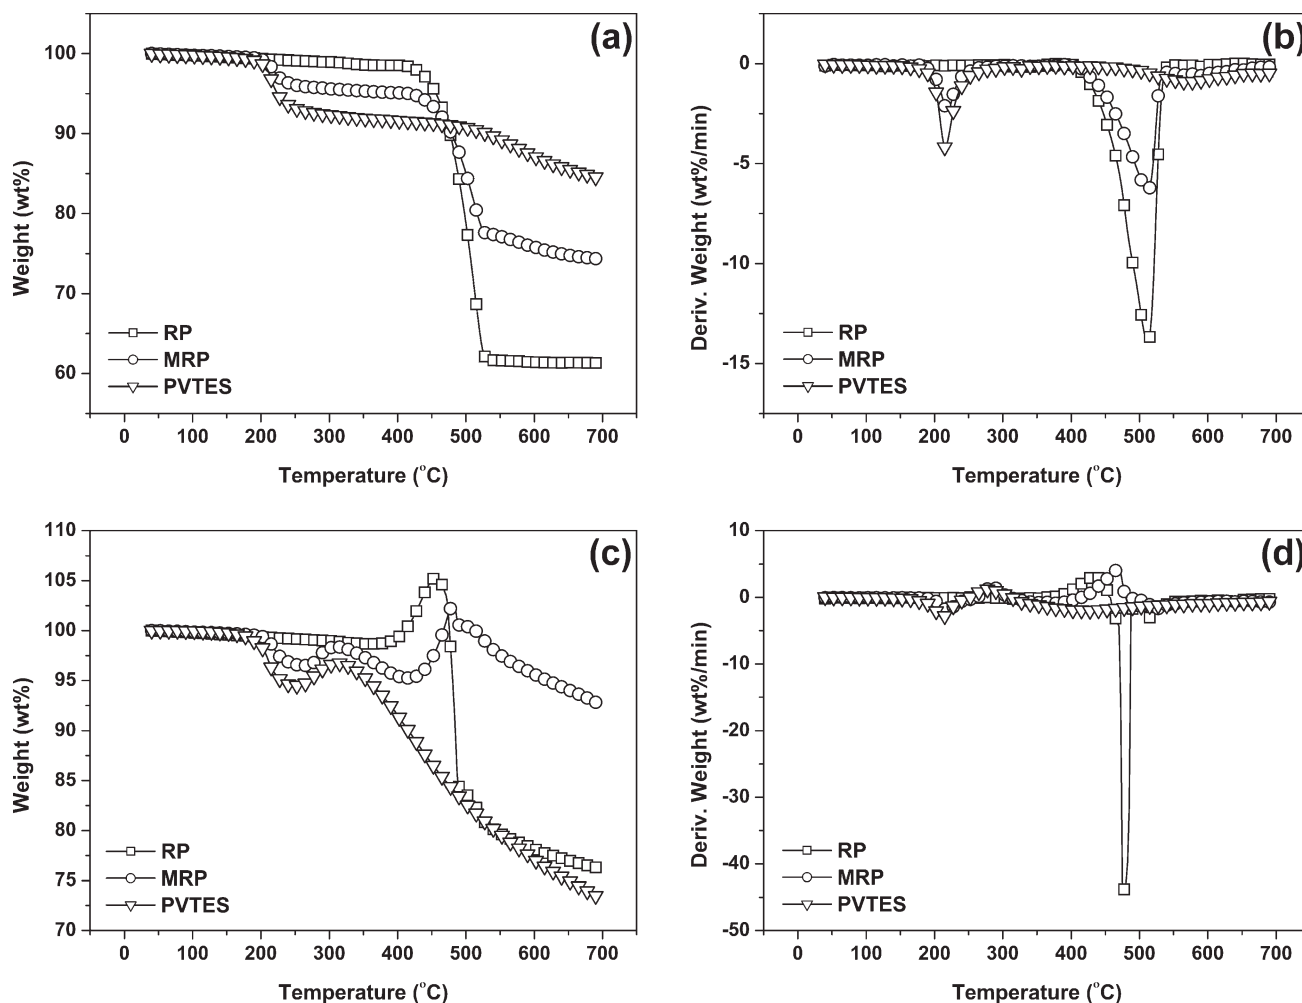 (a)
Weight (wt%)
100
90
80
70
60
RP
MRP
PVTES
0 100 200 300 400 500 600 700
Temperature (°C)
(b)
Deriv. Weight (wt%/min)
0
-5
-10
-15
RP
MRP
PVTES
0 100 200 300 400 500 600 700
Temperature (°C)
(c)
Weight (wt%)
110
105
100
95
90
85
80
75
70
RP
MRP
PVTES
0 100 200 300 400 500 600 700
Temperature (°C)
(d)
Deriv. Weight (wt%/min)
10
0
-10
-20
-30
-40
-50
RP
MRP
PVTES
0 100 200 300 400 500 600 700
Temperature (°C)